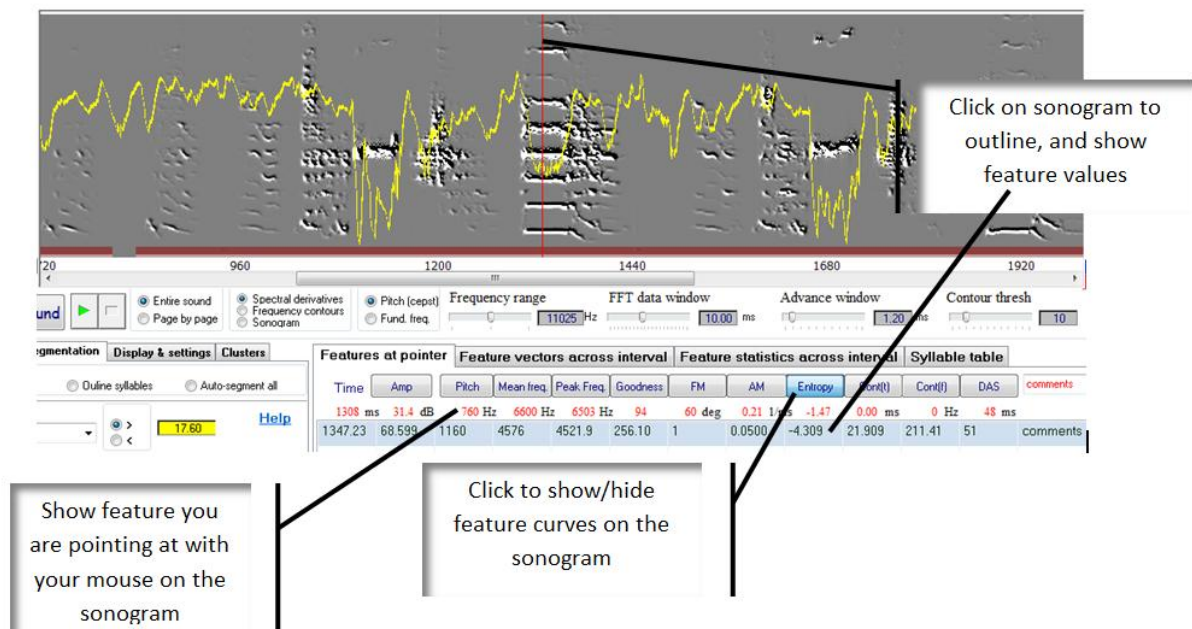 Click on sonogram to
outline, and show
feature values
720 960 1200 1440 1680 1920
und Entire sound Spectral derivatives Pitch (cepst) Frequency range FFT data window Advance window Contour thresh
Page by page Frequency contours Fund. freq. 11025 Hz 10.00 ms 1.20 ms 10
Sonogram
egmentation Display & settings Clusters Features at pointer Feature vectors across interval Feature statistics across interval Syllable table
Ouline syllables Auto-segment all Time Amp Pitch Mean freq. Peak Freq. Goodness FM AM Entropy Cont(t) Cont(f) DAS comments
> 17.60 Help 1308 ms 31.4 dB 760 Hz 6600 Hz 6503 Hz 94 60 deg 0.21 1/ms -1.47 0.00 ms 0 Hz 48 ms
< 1347.23 68.599 1160 4576 4521.9 256.10 1 0.0500 -4.309 21.909 211.41 51 comments
Show feature you
are pointing at with
your mouse on the
sonogram
Click to show/hide
feature curves on the
sonogram